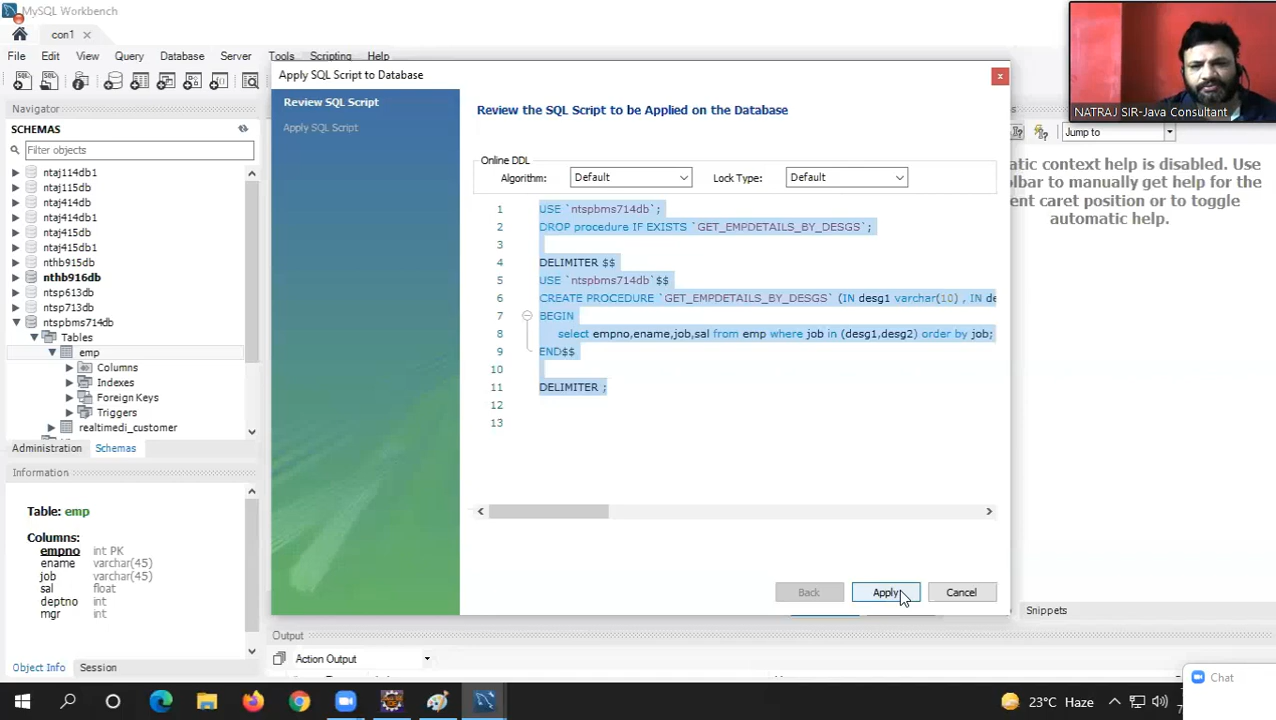 MySQL Workbench
con1
File Edit View Query Database Server Tools Scripting Help
NATRAJ SIR-Java Consultant
Navigator
SCHEMAS
Filter objects
ntaj114db1
ntaj115db
ntaj414db
ntaj414db1
ntaj415db
ntaj415db1
nthb915db
nthb916db
ntsp613db
ntsp713db
ntspbms714db
Tables
emp
Columns
Indexes
Foreign Keys
Triggers
realtimedi_customer
Administration Schemas
Information
Table: emp
Columns:
empno int PK
ename varchar(45)
job varchar(45)
sal float
deptno int
mgr int
Object Info Session
Apply SQL Script to Database
x
Review SQL Script
Apply SQL Script
Review the SQL Script to be Applied on the Database
Online DDL
Algorithm: Default Lock Type: Default
1 USE `ntspbms714db`;
2 DROP procedure IF EXISTS `GET_EMPDETAILS_BY_DESGS`;
3
4 DELIMITER $$
5 USE `ntspbms714db`$$
6 CREATE PROCEDURE `GET_EMPDETAILS_BY_DESGS` (IN desg1 varchar(10) , IN de
7 BEGIN
8 select empno,ename,job,sal from emp where job in (desg1,desg2) order by job;
9 END$$
10
11 DELIMITER ;
12
13
Back Apply Cancel
Jump to
atic context help is disabled. Use
lbar to manually get help for the
ent caret position or to toggle
automatic help.
Snippets
Output
Action Output
Chat
23°C Haze